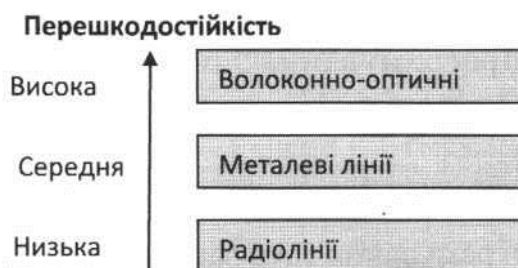 Перешкодостійкість
Висока
Волоконно-оптичні
Середня
Металеві лінії
Низька
Радіолінії